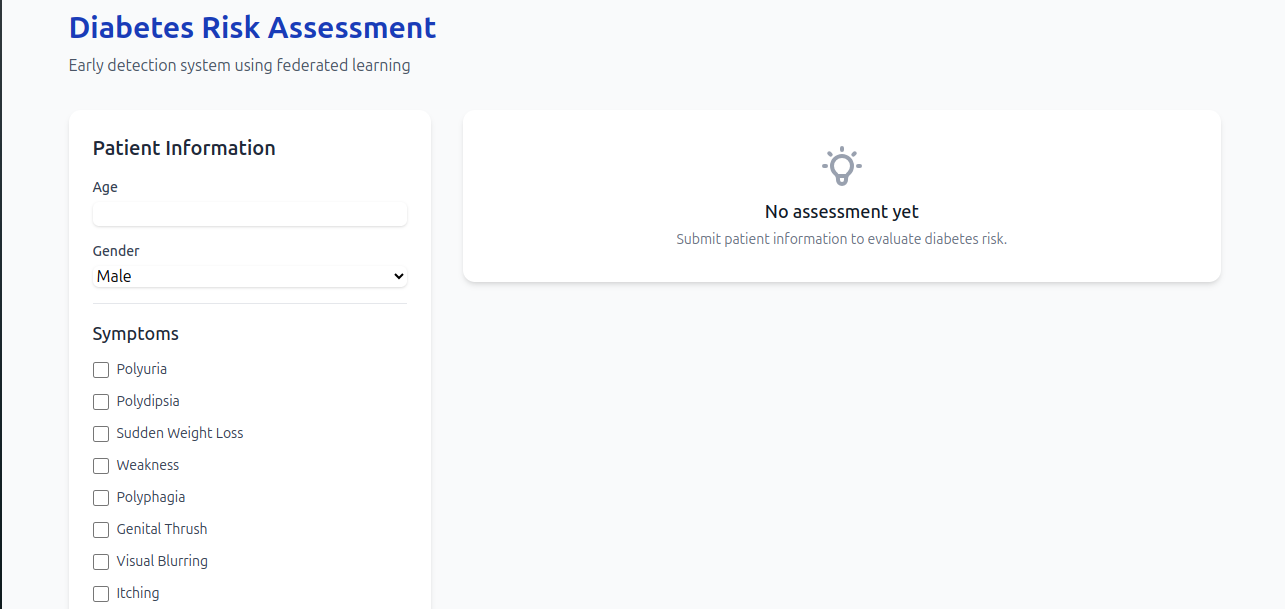 Diabetes Risk Assessment
Early detection system using federated learning
Patient Information
Age
Gender
Male
Symptoms
Polyuria
Polydipsia
Sudden Weight Loss
Weakness
Polyphagia
Genital Thrush
Visual Blurring
Itching
No assessment yet
Submit patient information to evaluate diabetes risk.